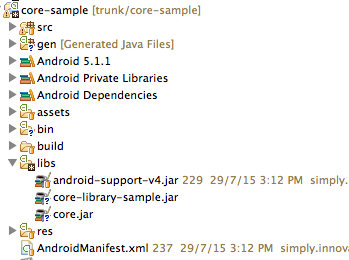 core-sample [trunk/core-sample]
src
gen [Generated Java Files]
Android 5.1.1
Android Private Libraries
Android Dependencies
assets
bin
build
libs
android-support-v4.jar 229 29/7/15 3:12 PM simply.
core-library-sample.jar
core.jar
res
AndroidManifest.xml 237 29/7/15 3:12 PM simply.innova